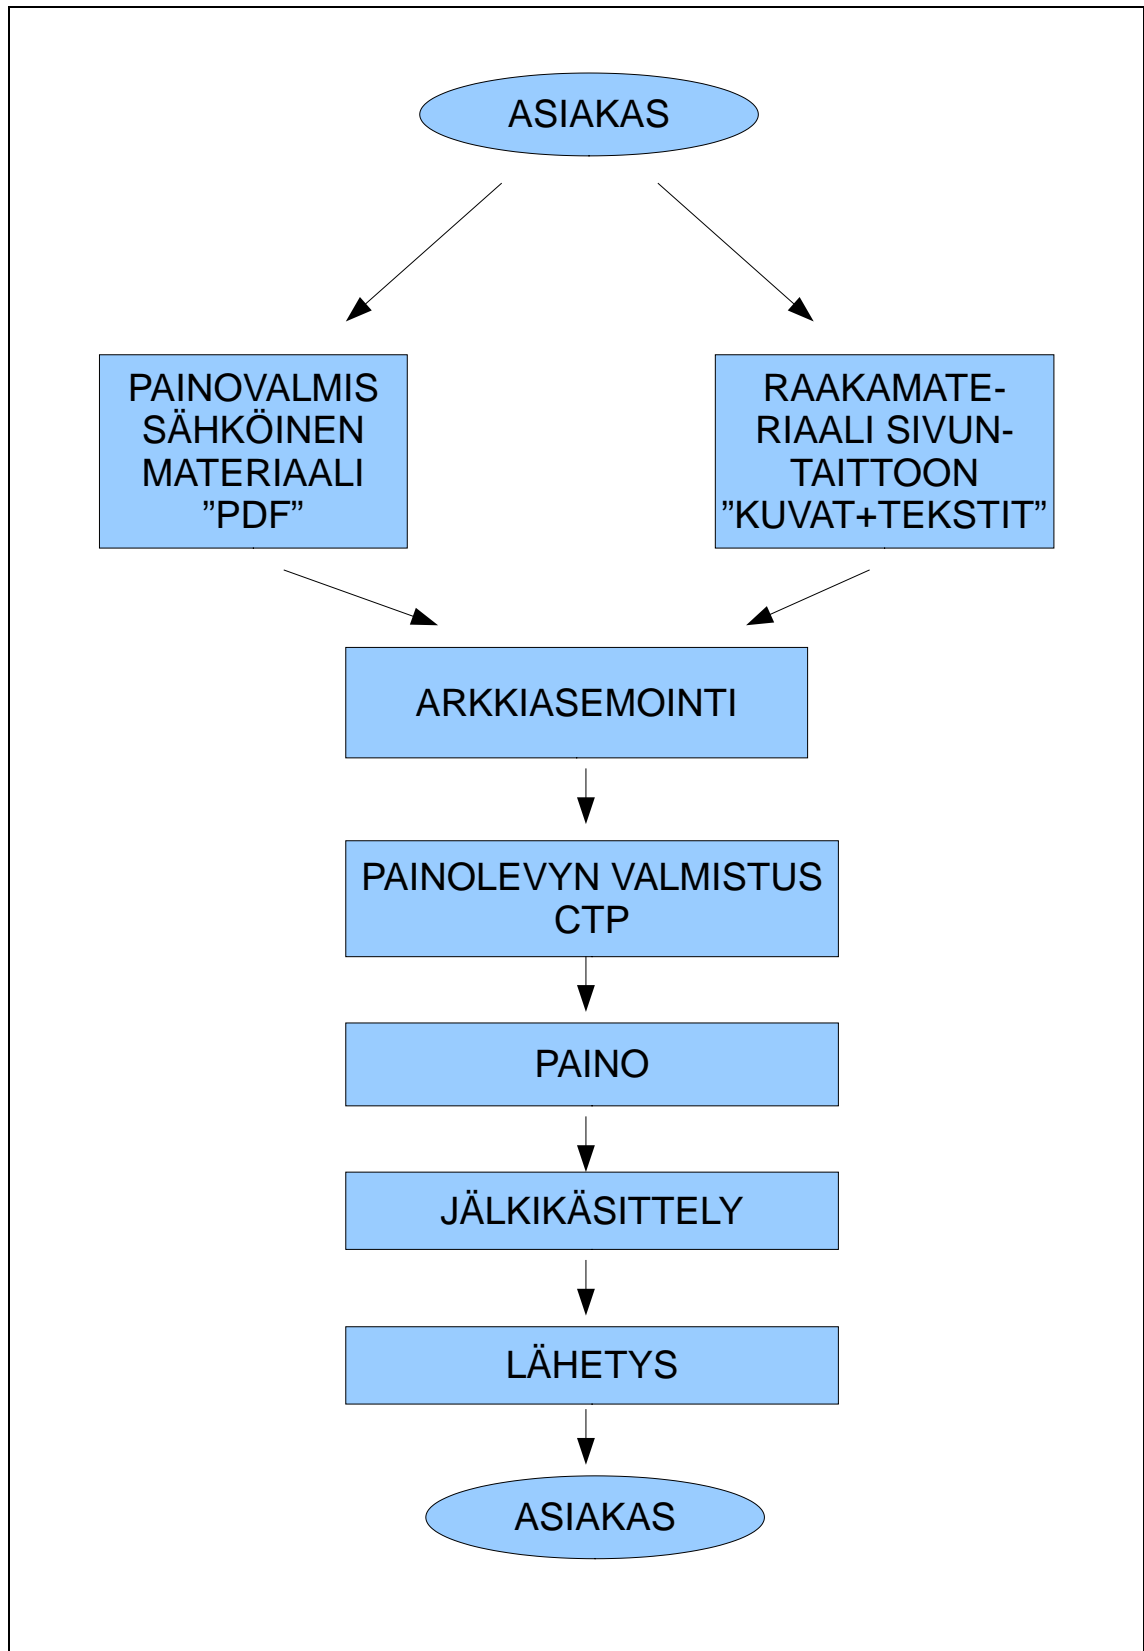 ASIAKAS
PAINOVALMIS
SÄHKÖINEN
MATERIAALI
”PDF”
RAAKAMATE-
RIAALI SIVUN-
TAITTOON
”KUVAT+TEKSTIT”
ARKKIASEMOINTI
PAINOLEVYN VALMISTUS
CTP
PAINO
JÄLKIKÄSITTELY
LÄHETYS
ASIAKAS